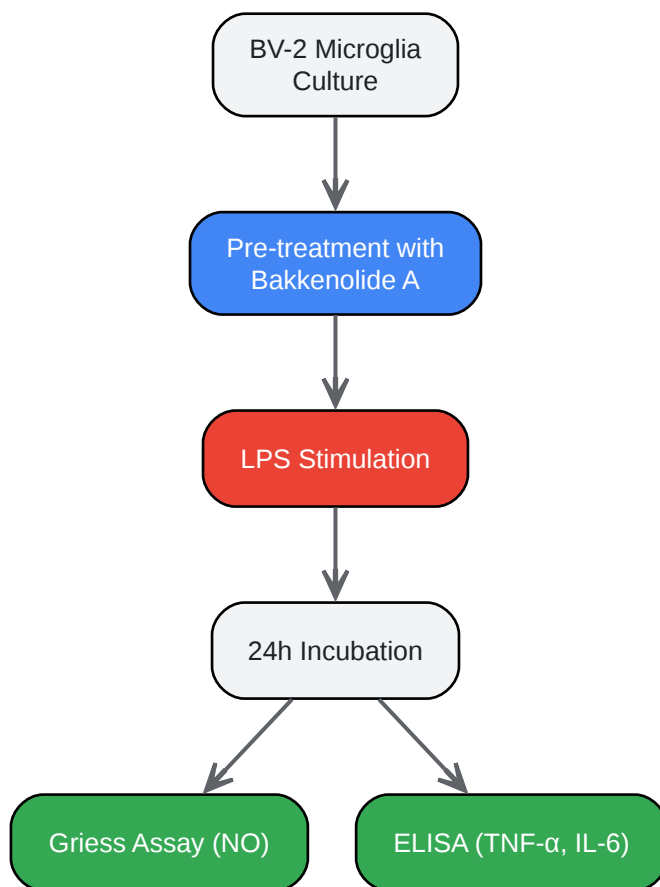 BV-2 Microglia
Culture
Pre-treatment with
Bakkenolide A
LPS Stimulation
24h Incubation
Griess Assay (NO)
ELISA (TNF-α, IL-6)